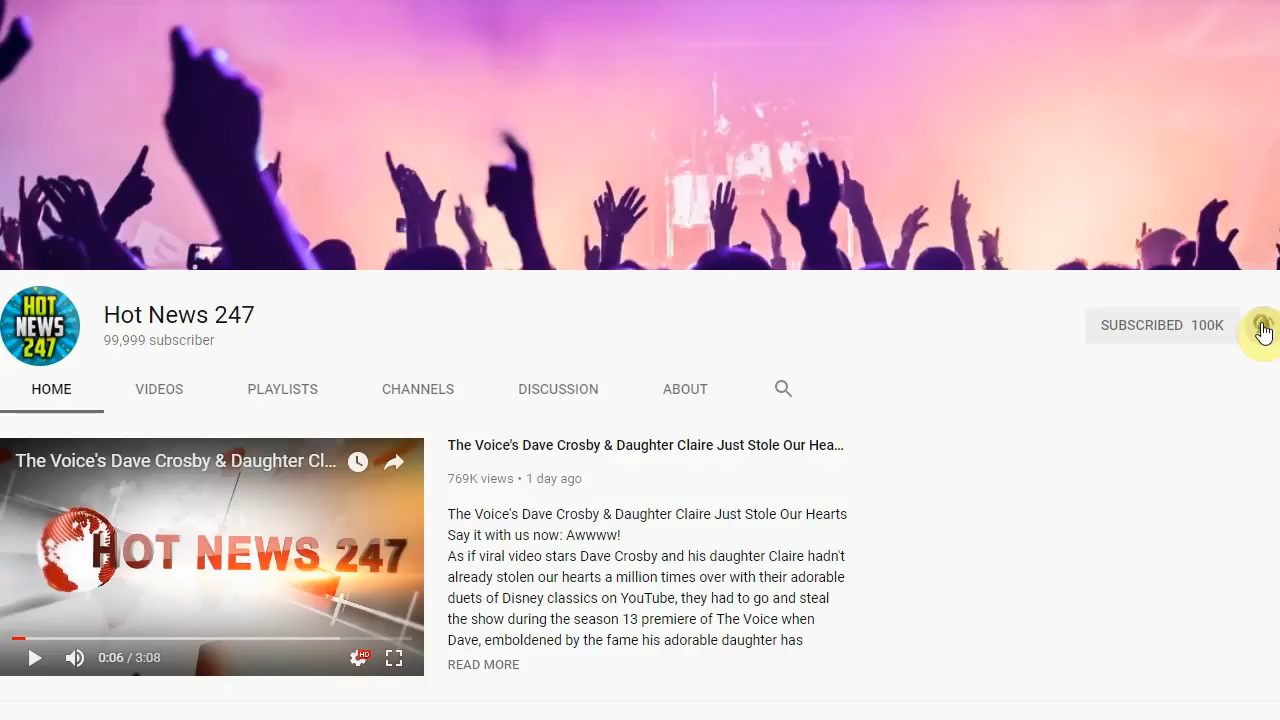 HOT
NEWS
247
Hot News 247
99,999 subscriber
SUBSCRIBED 100K
HOME VIDEOS PLAYLISTS CHANNELS DISCUSSION ABOUT
The Voice's Dave Crosby & Daughter Cl...
HOT NEWS 247
0:06 / 3:08
HD
The Voice's Dave Crosby & Daughter Claire Just Stole Our Hea...
769K views • 1 day ago
The Voice's Dave Crosby & Daughter Claire Just Stole Our Hearts
Say it with us now: Awwww!
As if viral video stars Dave Crosby and his daughter Claire hadn't
already stolen our hearts a million times over with their adorable
duets of Disney classics on YouTube, they had to go and steal
the show during the season 13 premiere of The Voice when
Dave, emboldened by the fame his adorable daughter has
READ MORE